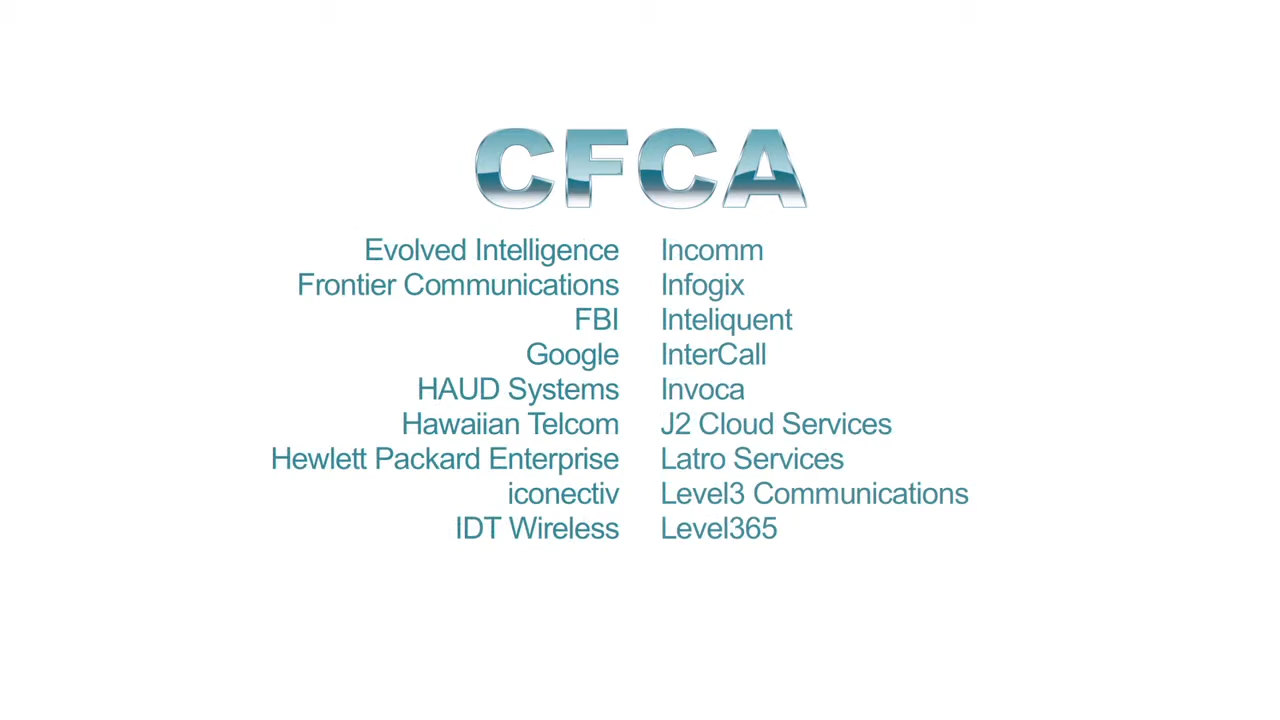 CFCA
Evolved Intelligence
Frontier Communications
FBI
Google
HAUD Systems
Hawaiian Telcom
Hewlett Packard Enterprise
iconectiv
IDT Wireless
Incomm
Infogix
Inteliquent
InterCall
Invoca
J2 Cloud Services
Latro Services
Level3 Communications
Level365